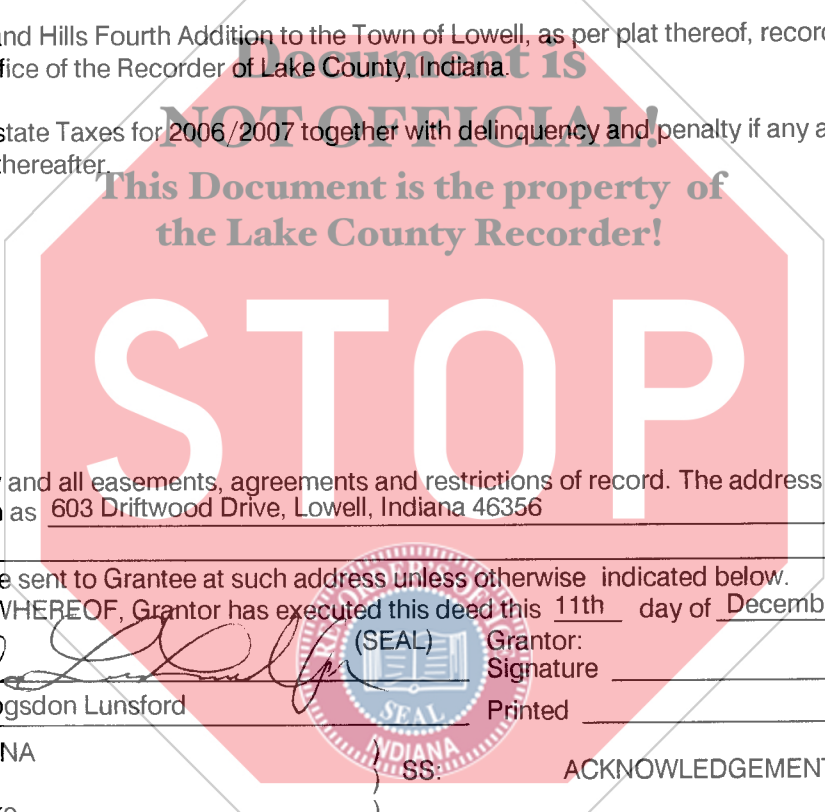 and Hills Fourth Addition to the Town of Lowell, as per plat thereof, record
fice of the Recorder of Lake County, Indiana.
Document is
NOT OFFICIAL!
state Taxes for 2006/2007 together with delinquency and penalty if any a
thereafter.
This Document is the property of
the Lake County Recorder!
STOP
and all easements, agreements and restrictions of record. The address
as 603 Driftwood Drive, Lowell, Indiana 46356
e sent to Grantee at such address unless otherwise indicated below.
WHEREOF, Grantor has executed this deed this 11th day of Decemb
(SEAL) Grantor:
Signature
ogsdon Lunsford Printed
SEAL
INDIANA
NA
) SS: ACKNOWLEDGEMENT
)